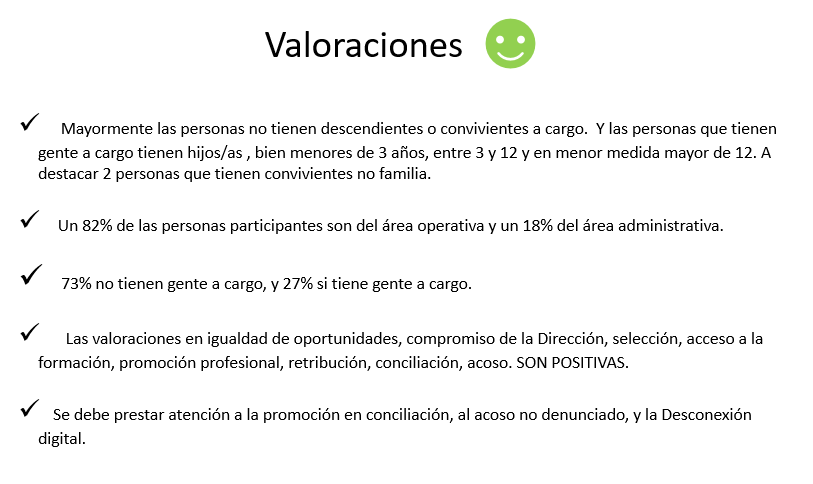 Valoraciones
✓ Mayormente las personas no tienen descendientes o convivientes a cargo. Y las personas que tienen
gente a cargo tienen hijos/as , bien menores de 3 años, entre 3 y 12 y en menor medida mayor de 12. A
destacar 2 personas que tienen convivientes no familia.
✓ Un 82% de las personas participantes son del área operativa y un 18% del área administrativa.
✓ 73% no tienen gente a cargo, y 27% si tiene gente a cargo.
✓ Las valoraciones en igualdad de oportunidades, compromiso de la Dirección, selección, acceso a la
formación, promoción profesional, retribución, conciliación, acoso. SON POSITIVAS.
✓ Se debe prestar atención a la promoción en conciliación, al acoso no denunciado, y la Desconexión
digital.